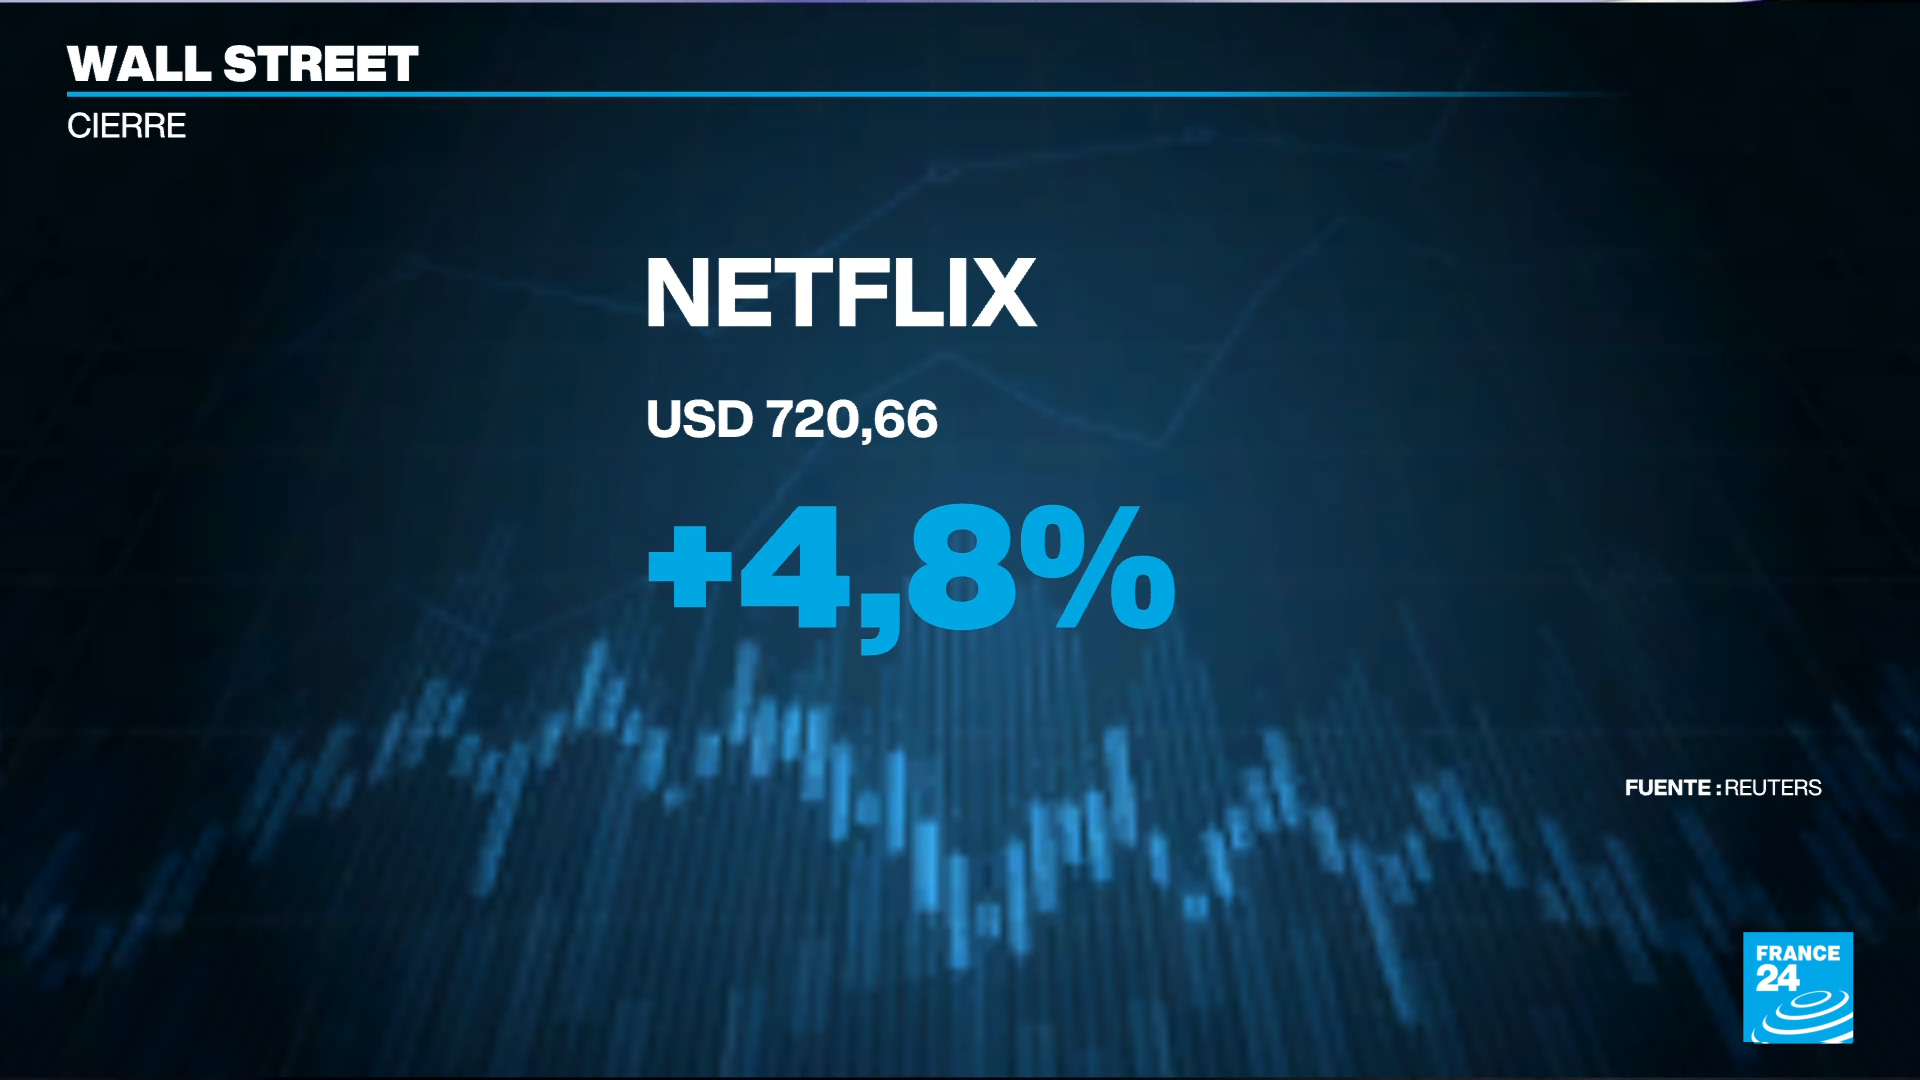 WALL STREET
CIERRE
NETFLIX
USD 720,66
+4,8%
FUENTE : REUTERS
FRANCE
24